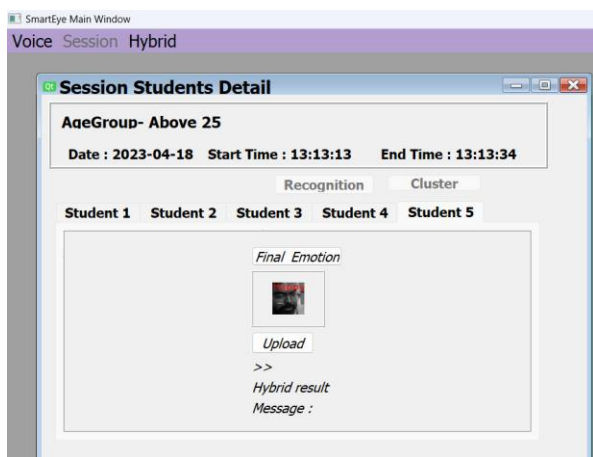 SmartEye Main Window
Voice Session Hybrid
Session Students Detail
AgeGroup- Above 25
Date : 2023-04-18 Start Time : 13:13:13 End Time : 13:13:34
Recognition Cluster
Student 1 Student 2 Student 3 Student 4 Student 5
Final Emotion
Upload
>>
Hybrid result
Message :